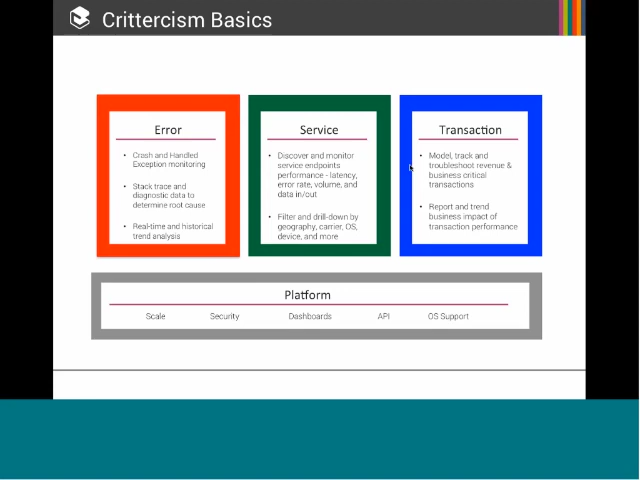 Crittercism Basics
Error
• Crash and Handled
Exception monitoring
• Stack trace and
diagnostic data to
determine root cause
• Real-time and historical
trend analysis
Service
• Discover and monitor
service endpoints
performance - latency,
error rate, volume, and
data in/out
• Filter and drill-down by
geography, carrier, OS,
device, and more
Transaction
• Model, track and
troubleshoot revenue &
business critical
transactions
• Report and trend
business impact of
transaction performance
Platform
Scale Security Dashboards API OS Support